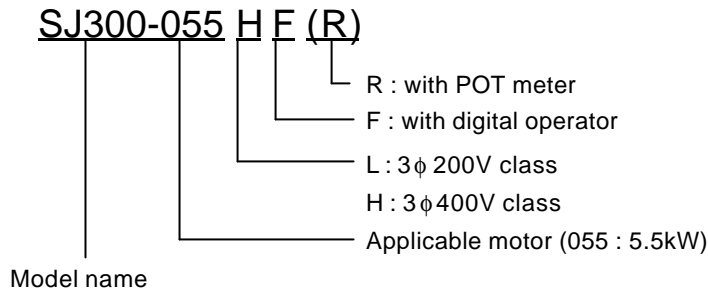 SJ300-055 H F (R)
R : with POT meter
F : with digital operator
L : 3ϕ 200V class
H : 3ϕ 400V class
Applicable motor (055 : 5.5kW)
Model name